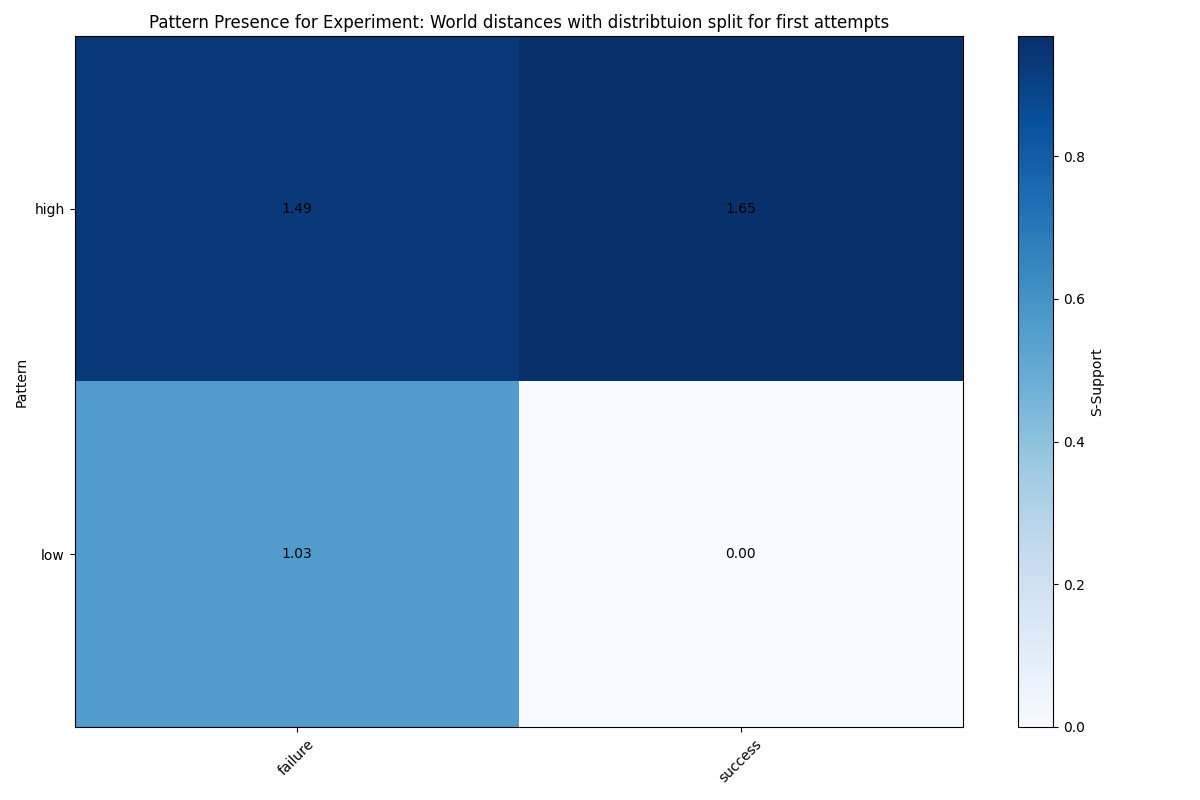 Pattern Presence for Experiment: World distances with distribtuion split for first attempts
high
1.49
1.65
Pattern
low
1.03
0.00
failure
success
0.8
0.6
0.4
0.2
0.0
S-Support